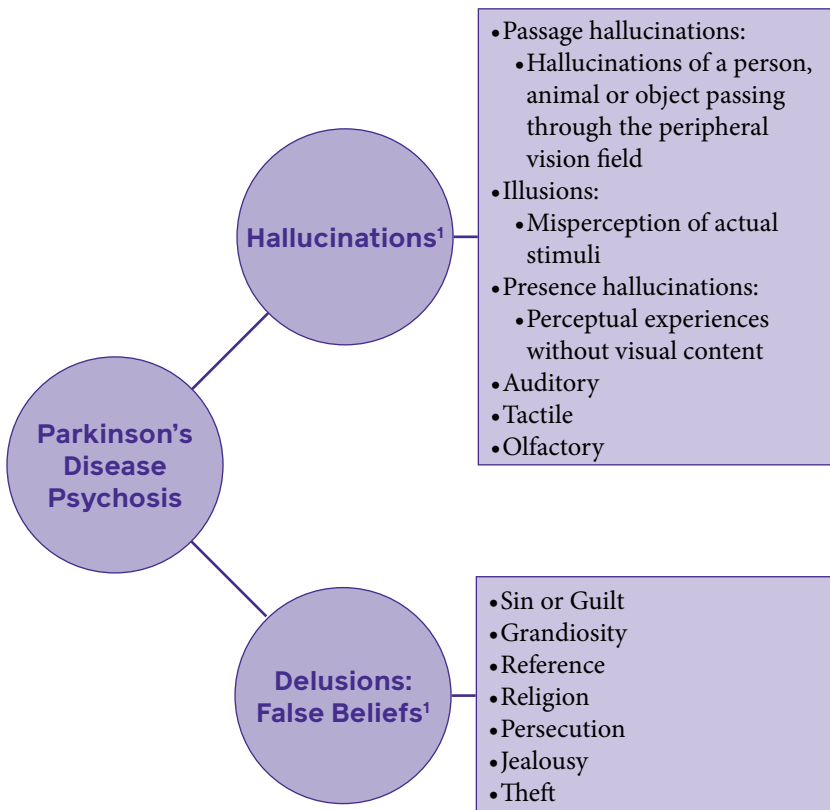 •Passage hallucinations:
•Hallucinations of a person,
animal or object passing
through the peripheral
vision field
•Illusions:
•Misperception of actual
stimuli
•Presence hallucinations:
•Perceptual experiences
without visual content
•Auditory
•Tactile
•Olfactory
Hallucinations¹
Parkinson’s
Disease
Psychosis
Delusions:
False Beliefs¹
•Sin or Guilt
•Grandiosity
•Reference
•Religion
•Persecution
•Jealousy
•Theft